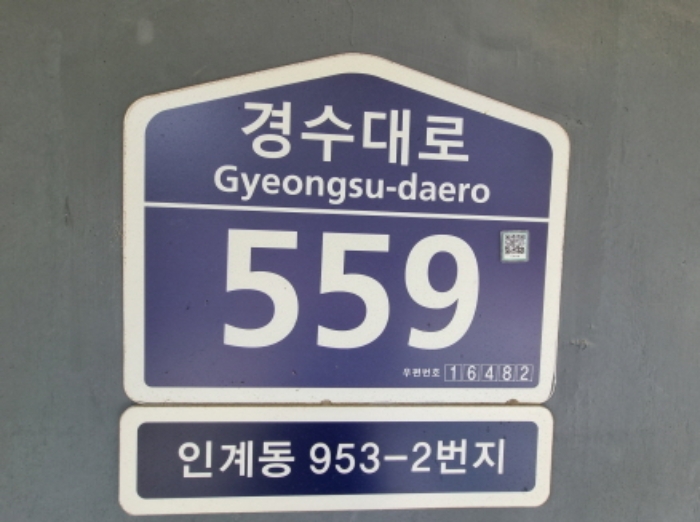 경수대로
Gyeongsu-daero
559
우편번호 16482
인계동 953-2번지